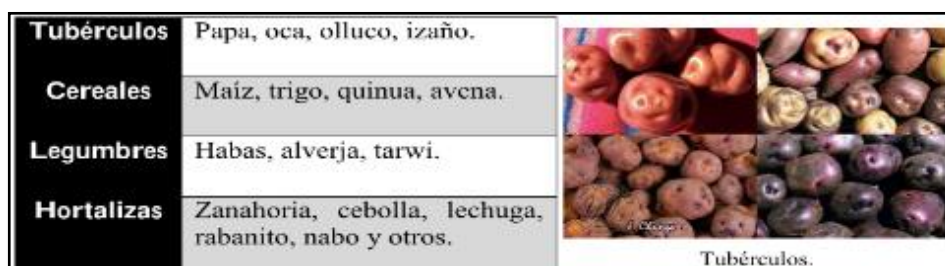 Tubérculos Papa, oca, olluco, izaño.
Cereales Maíz, trigo, quinua, avena.
Legumbres Habas, alverja, tarwi.
Hortalizas Zanahoria, cebolla, lechuga,
rabanito, nabo y otros.
Tubérculos.